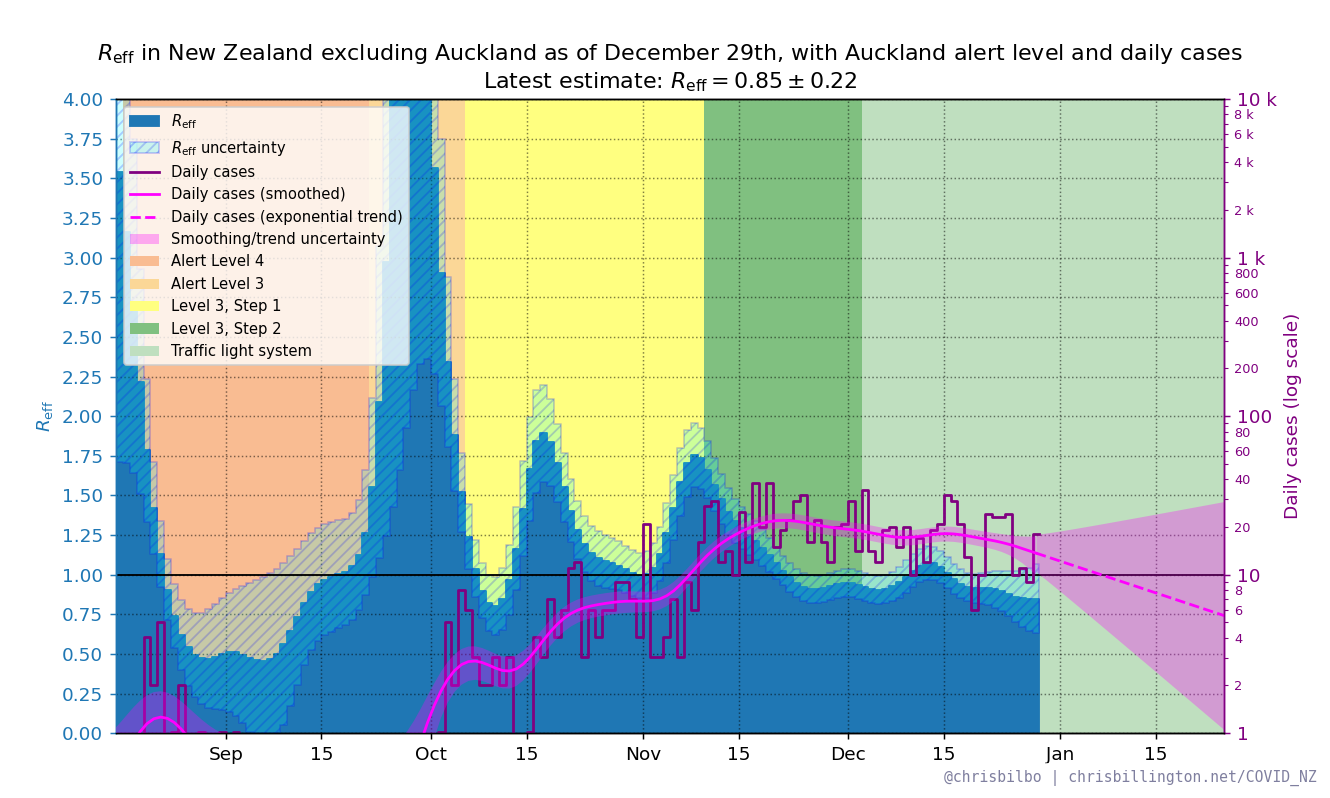 Reff in New Zealand excluding Auckland as of December 29th, with Auckland alert level and daily cases
Latest estimate: Reff = 0.85 ± 0.22
Reff
Reff uncertainty
Daily cases
Daily cases (smoothed)
Daily cases (exponential trend)
Smoothing/trend uncertainty
Alert Level 4
Alert Level 3
Level 3, Step 1
Level 3, Step 2
Traffic light system
Reff
4.00
3.75
3.50
3.25
3.00
2.75
2.50
2.25
2.00
1.75
1.50
1.25
1.00
0.75
0.50
0.25
0.00
Sep 15 Oct 15 Nov 15 Dec 15 Jan 15
10 k
8 k
6 k
4 k
2 k
1 k
800
600
400
200
100
80
60
40
20
10
8
6
4
2
1
Daily cases (log scale)
@chrisbilbo | chrisbillington.net/COVID_NZ